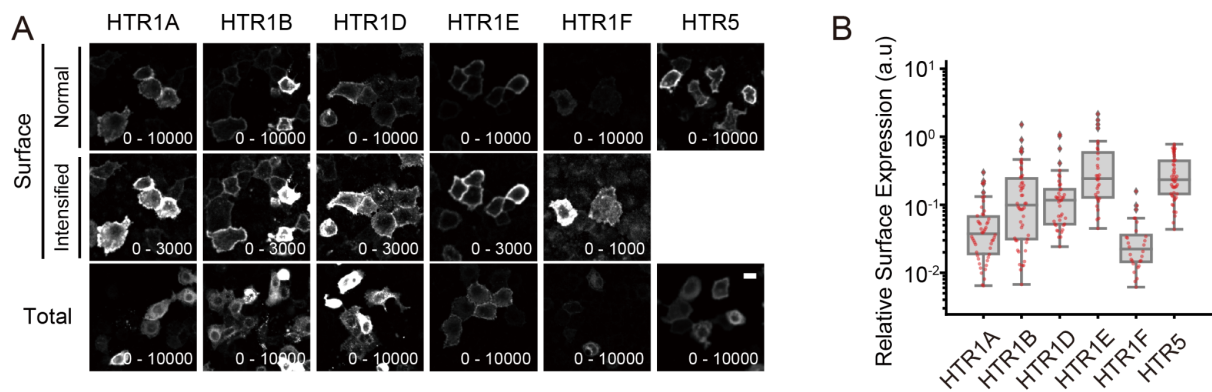 A
HTR1A HTR1B HTR1D HTR1E HTR1F HTR5
Surface
Normal
0 - 10000 0 - 10000 0 - 10000 0 - 10000 0 - 10000 0 - 10000
Intensified
0 - 3000 0 - 3000 0 - 3000 0 - 3000 0 - 1000
Total
0 - 10000 0 - 10000 0 - 10000 0 - 10000 0 - 10000 0 - 10000
B
Relative Surface Expression (a.u)
10¹
10⁰
10⁻¹
10⁻²
HTR1A HTR1B HTR1D HTR1E HTR1F HTR5